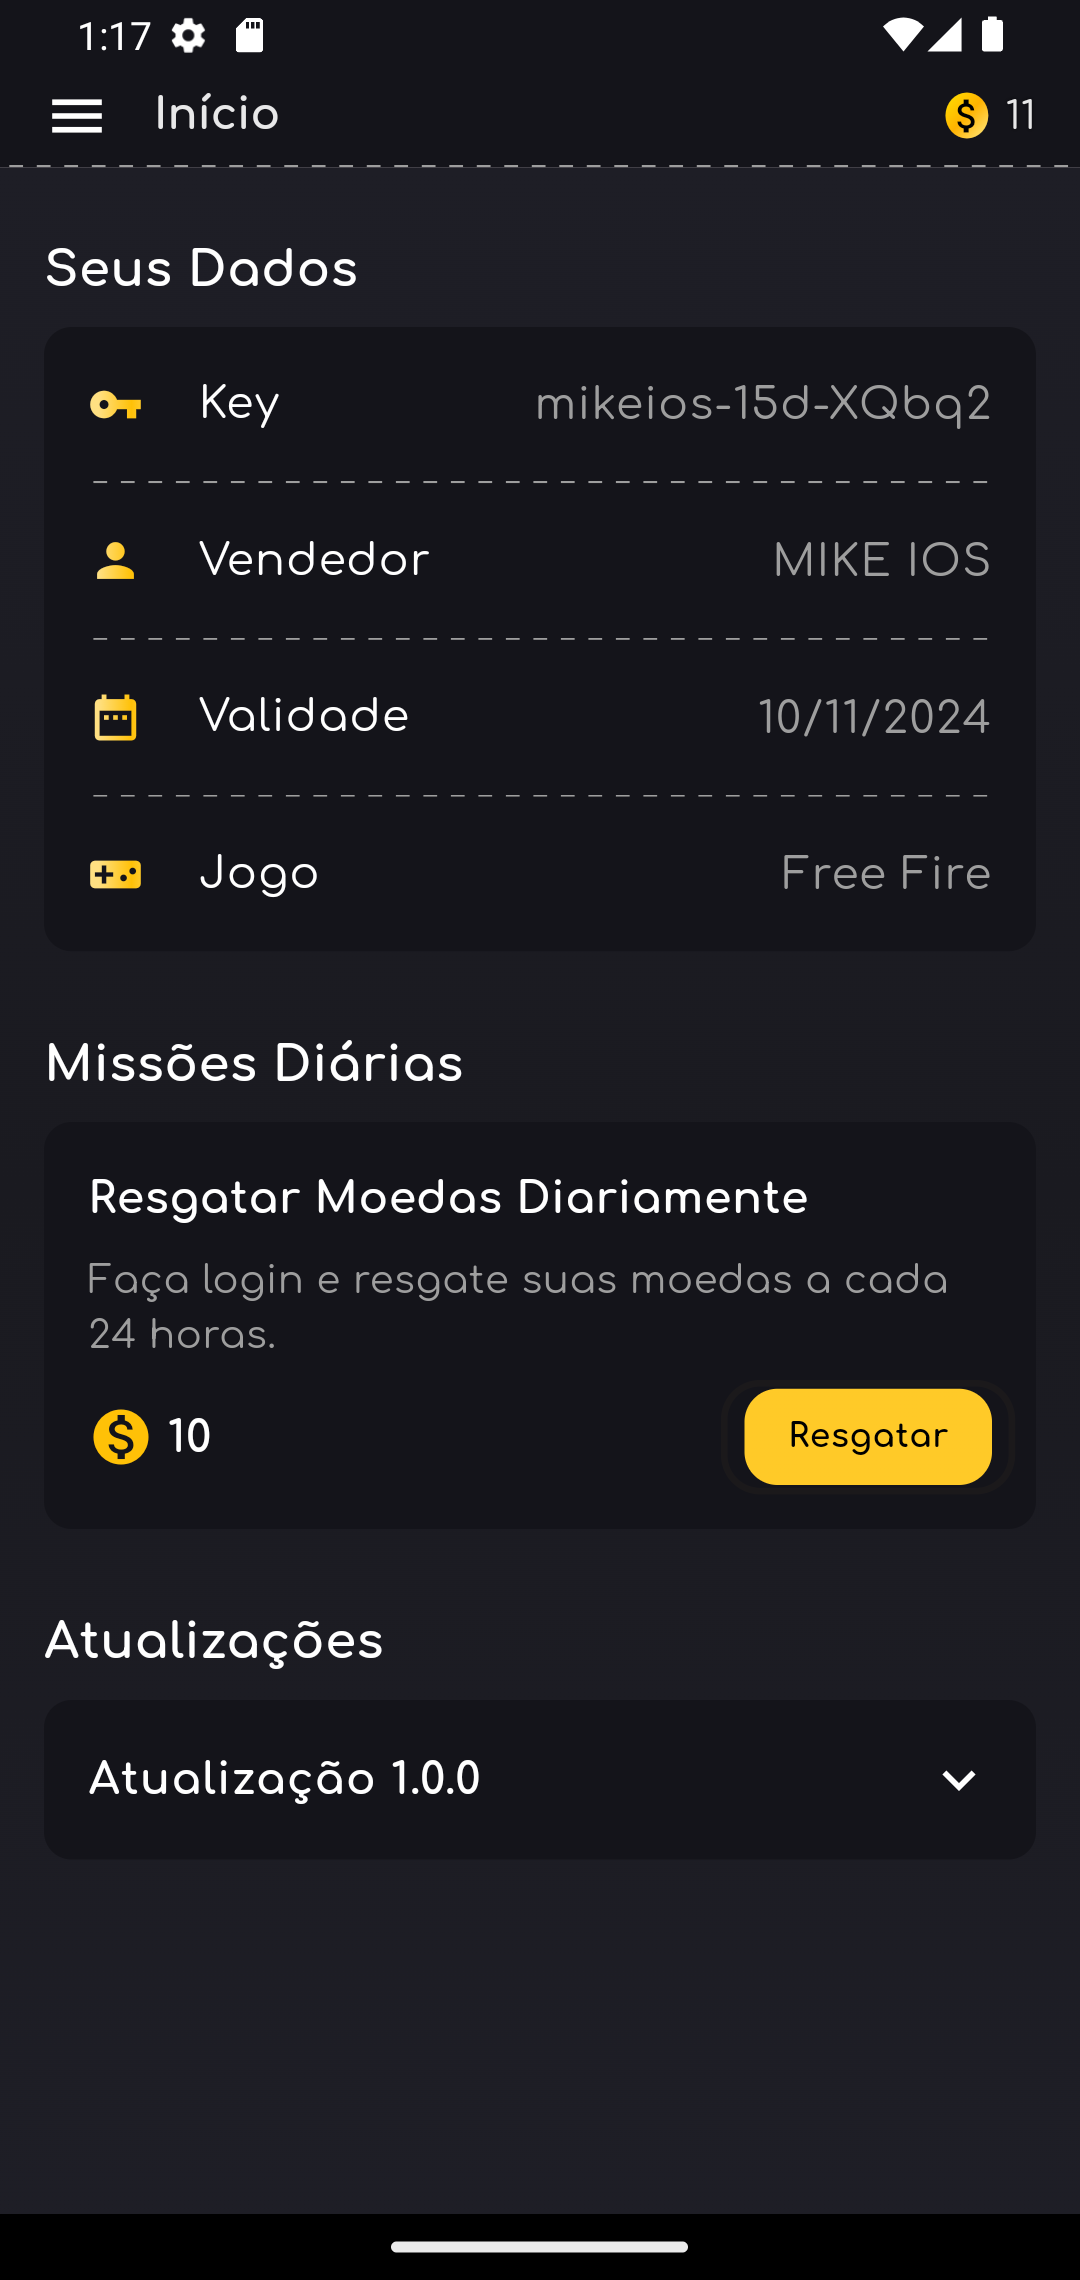 1:17
Início
11
Seus Dados
Key
mikeios-15d-XQbq2
Vendedor
MIKE IOS
Validade
10/11/2024
Jogo
Free Fire
Missões Diárias
Resgatar Moedas Diariamente
Faça login e resgate suas moedas a cada
24 horas.
10
Resgatar
Atualizações
Atualização 1.0.0